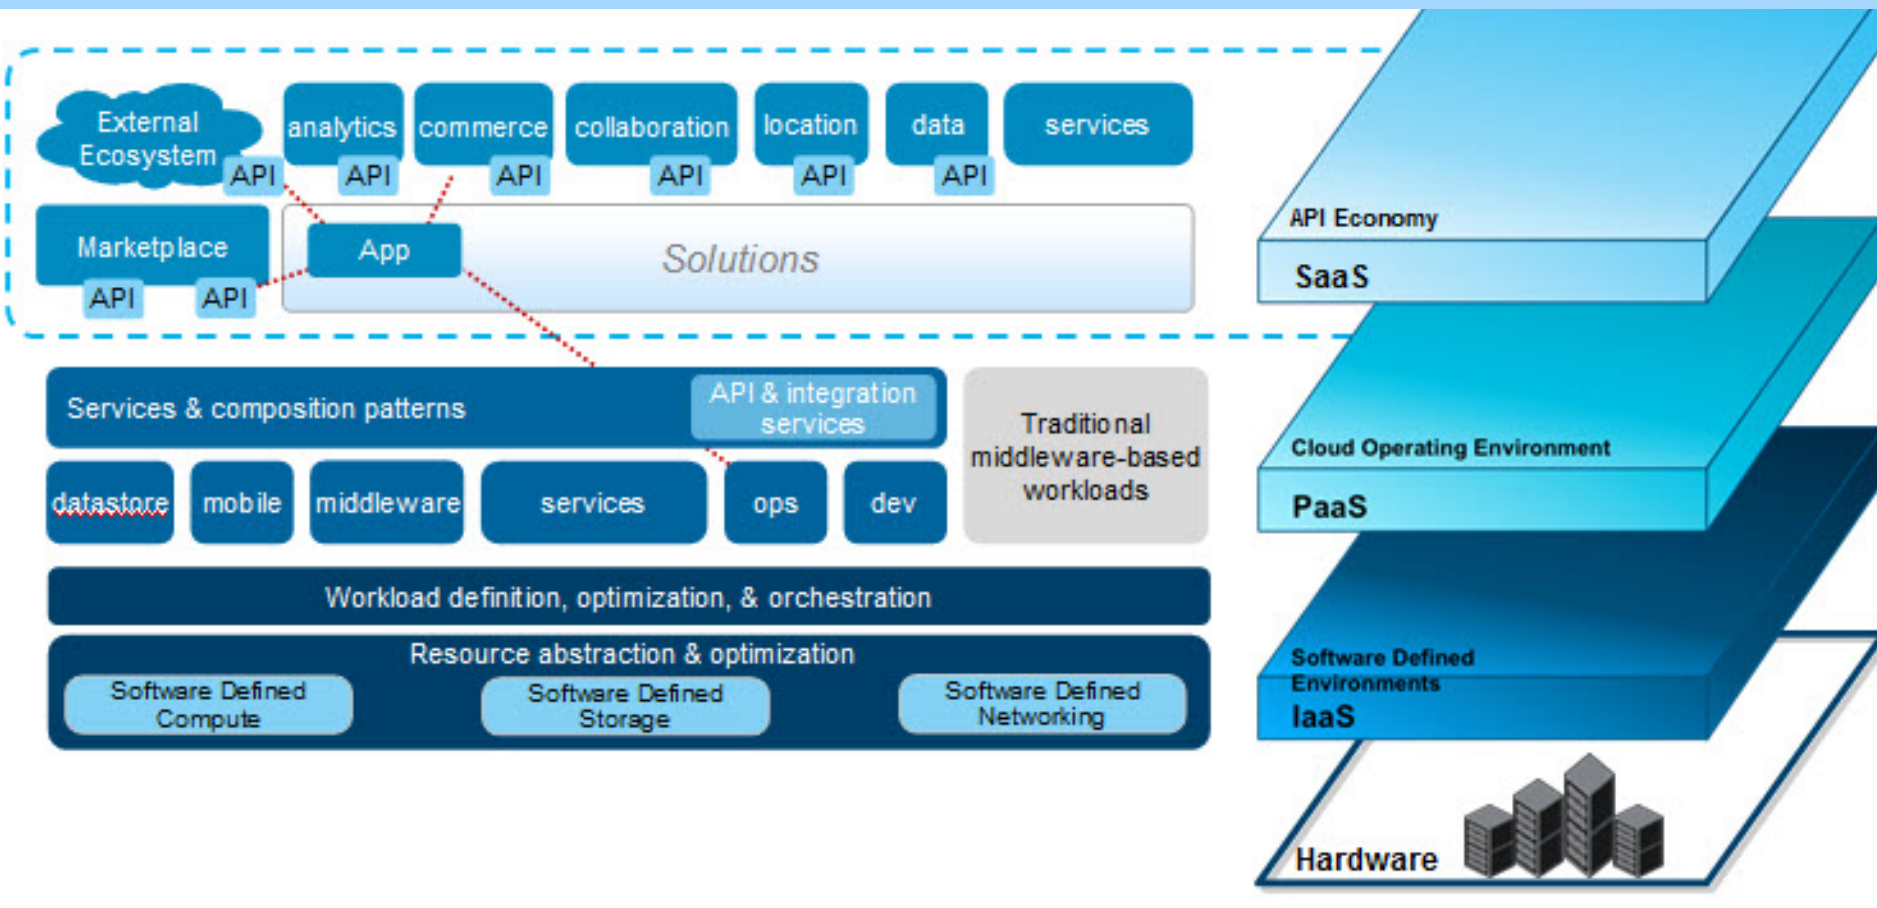 External
Ecosystem
API
analytics
API
commerce
API
collaboration
API
location
API
data
API
services
Marketplace
API
API
App
Solutions
Services & composition patterns
API & integration
services
datastore
mobile
middleware
services
ops
dev
Traditional
middleware-based
workloads
Workload definition, optimization, & orchestration
Resource abstraction & optimization
Software Defined
Compute
Software Defined
Storage
Software Defined
Networking
API Economy
SaaS
Cloud Operating Environment
PaaS
Software Defined
Environments
IaaS
Hardware